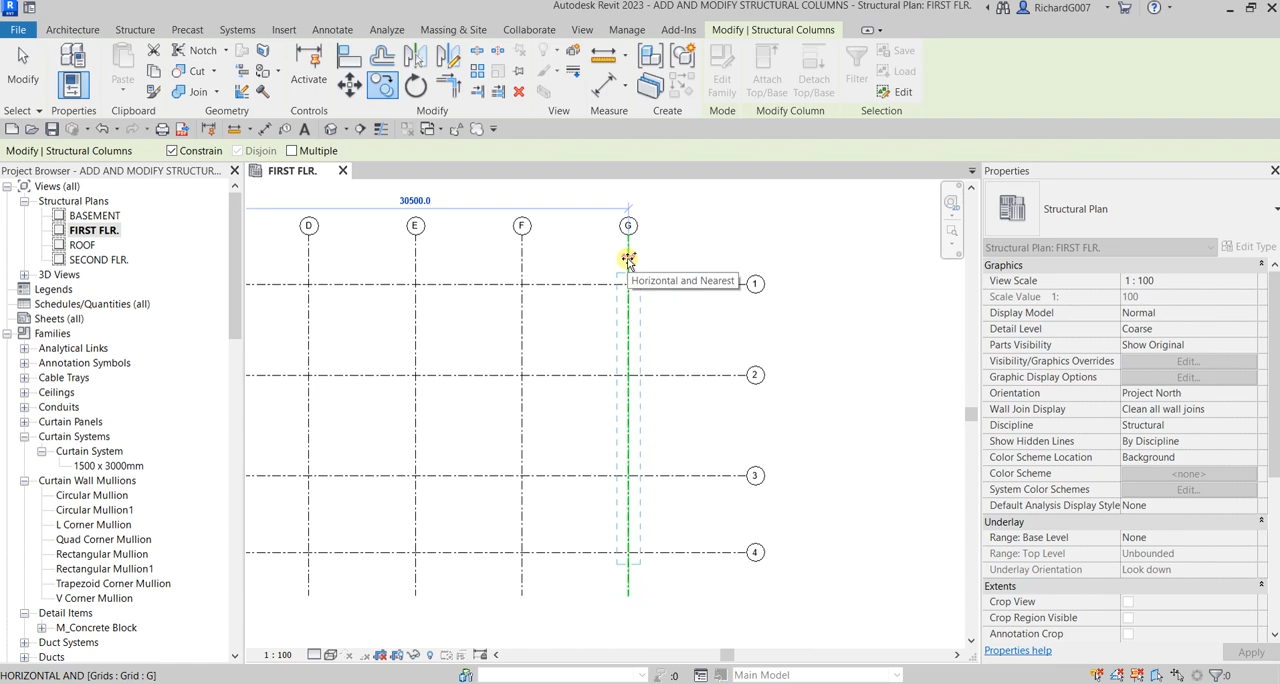 Autodesk Revit 2023 - ADD AND MODIFY STRUCTURAL COLUMNS - Structural Plan: FIRST FLR.
RichardG007
File
Architecture
Structure
Precast
Systems
Insert
Annotate
Analyze
Massing & Site
Collaborate
View
Manage
Add-Ins
Modify | Structural Columns
Modify
Paste
Notch
Cut
Join
Activate
Edit Family
Attach Top/Base
Detach Top/Base
Filter
Save
Load
Edit
Select
Properties
Clipboard
Geometry
Controls
Modify
View
Measure
Create
Mode
Modify Column
Selection
Modify | Structural Columns
Constrain
Disjoin
Multiple
Project Browser - ADD AND MODIFY STRUCTUR...
FIRST FLR.
Views (all)
Structural Plans
BASEMENT
FIRST FLR.
ROOF
SECOND FLR.
3D Views
Legends
Schedules/Quantities (all)
Sheets (all)
Families
Analytical Links
Annotation Symbols
Cable Trays
Ceilings
Conduits
Curtain Panels
Curtain Systems
Curtain System
1500 x 3000mm
Curtain Wall Mullions
Circular Mullion
Circular Mullion1
L Corner Mullion
Quad Corner Mullion
Rectangular Mullion
Rectangular Mullion1
Trapezoid Corner Mullion
V Corner Mullion
Detail Items
M_Concrete Block
Duct Systems
Ducts
30500.0
D
E
F
G
Horizontal and Nearest
1
2
3
4
1 : 100
Properties
Structural Plan
Structural Plan: FIRST FLR.
Edit Type
Graphics
View Scale 1 : 100
Scale Value 1: 100
Display Model Normal
Detail Level Coarse
Parts Visibility Show Original
Visibility/Graphics Overrides Edit...
Graphic Display Options Edit...
Orientation Project North
Wall Join Display Clean all wall joins
Discipline Structural
Show Hidden Lines By Discipline
Color Scheme Location Background
Color Scheme <none>
System Color Schemes Edit...
Default Analysis Display Style None
Underlay
Range: Base Level None
Range: Top Level Unbounded
Underlay Orientation Look down
Extents
Crop View
Crop Region Visible
Annotation Crop
Properties help
Apply
HORIZONTAL AND [Grids : Grid : G]
:0
Main Model
:0